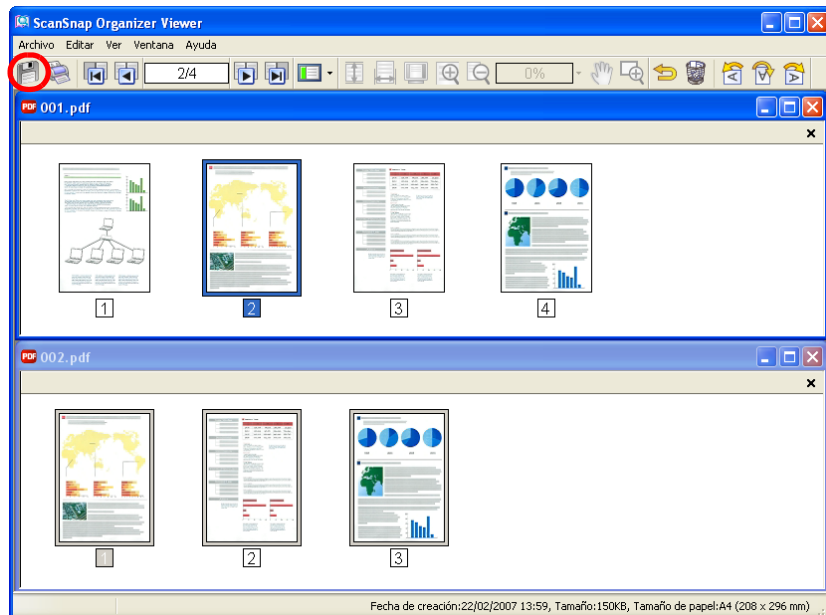 ScanSnap Organizer Viewer
Archivo Editar Ver Ventana Ayuda
2/4
0%
PDF 001.pdf
1 2 3 4
PDF 002.pdf
1 2 3
Fecha de creación:22/02/2007 13:59, Tamaño:150KB, Tamaño de papel:A4 (208 x 296 mm)